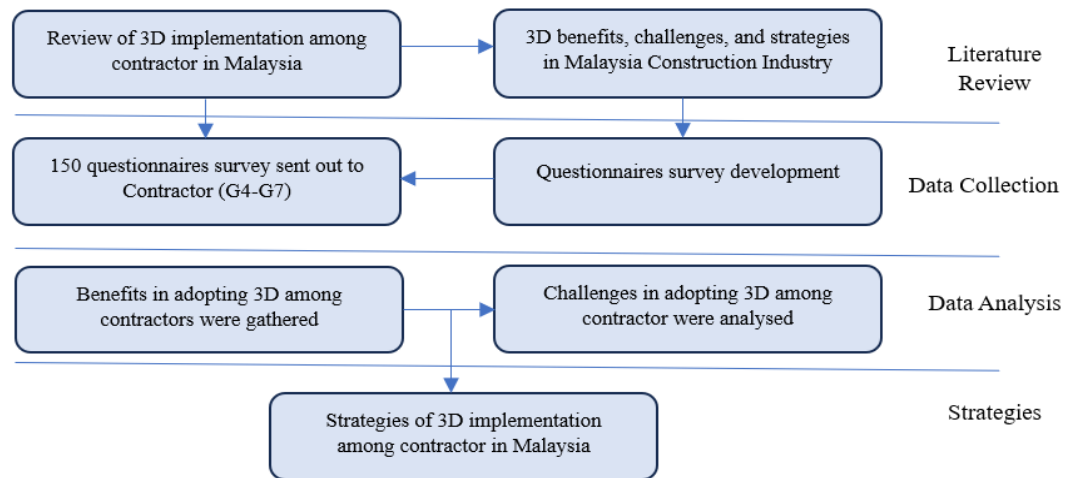 Review of 3D implementation among
contractor in Malaysia
3D benefits, challenges, and strategies
in Malaysia Construction Industry
Literature
Review
150 questionnaires survey sent out to
Contractor (G4-G7)
Questionnaires survey development
Data Collection
Benefits in adopting 3D among
contractors were gathered
Challenges in adopting 3D among
contractor were analysed
Data Analysis
Strategies of 3D implementation
among contractor in Malaysia
Strategies